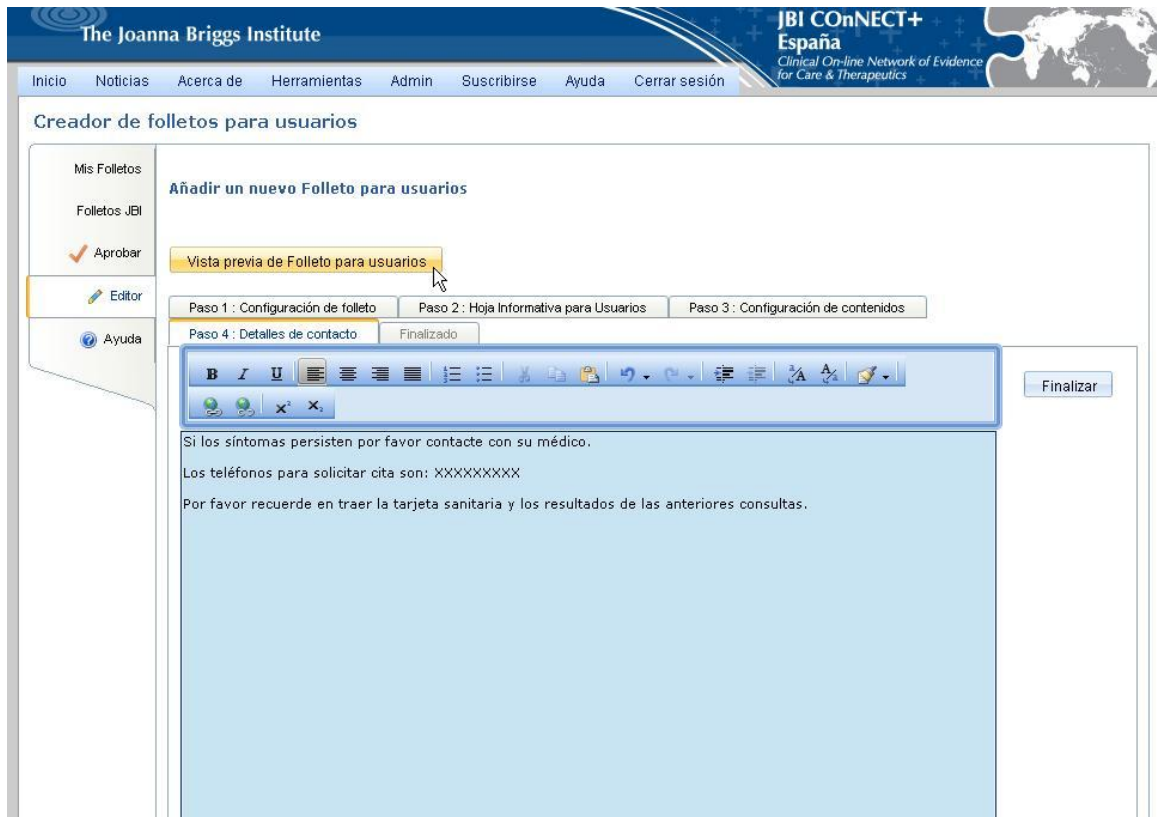 The Joanna Briggs Institute
JBI COnNECT+
España
Clinical On-line Network of Evidence
for Care & Therapeutics
Inicio Noticias Acerca de Herramientas Admin Suscribirse Ayuda Cerrar sesión
Creador de folletos para usuarios
Mis Folletos
Folletos JBI
Aprobar
Editor
Ayuda
Añadir un nuevo Folleto para usuarios
Vista previa de Folleto para usuarios
Paso 1 : Configuración de folleto Paso 2 : Hoja Informativa para Usuarios Paso 3 : Configuración de contenidos
Paso 4 : Detalles de contacto Finalizado
B I U
x² x₂
Finalizar
Si los síntomas persisten por favor contacte con su médico.
Los teléfonos para solicitar cita son: XXXXXXXXX
Por favor recuerde en traer la tarjeta sanitaria y los resultados de las anteriores consultas.